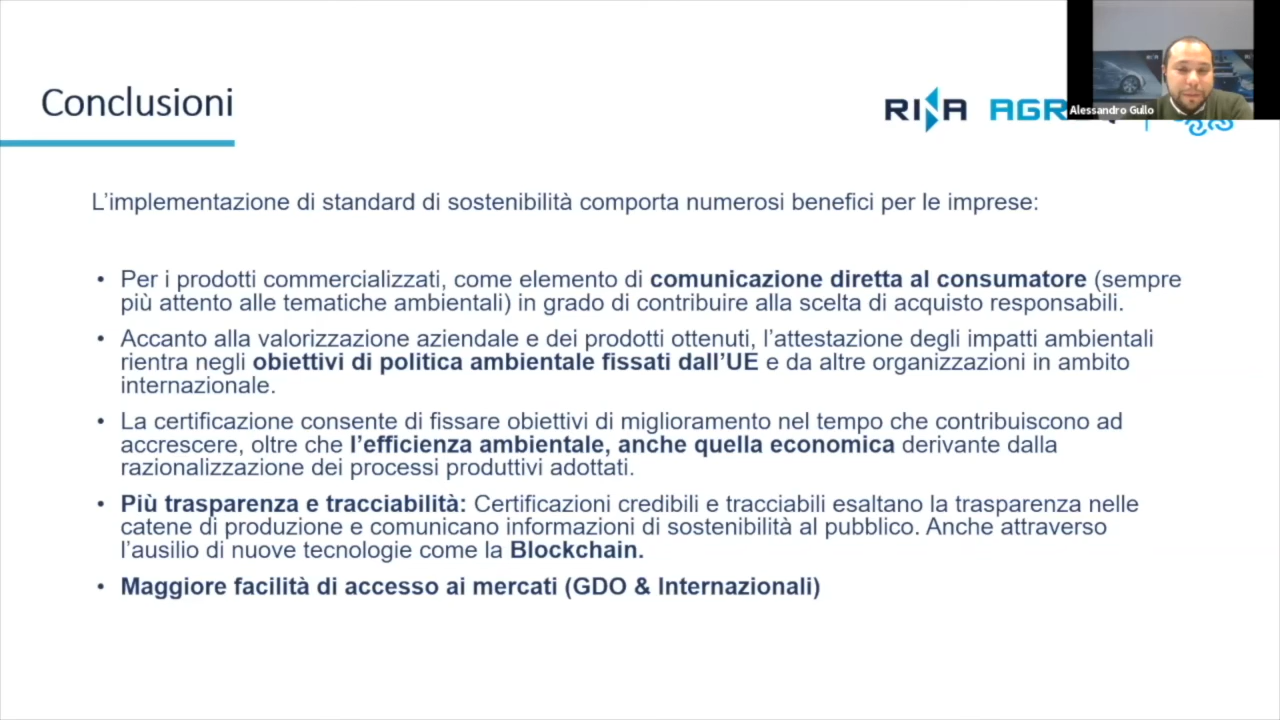 Conclusioni
RINA AGR
Alessandro Gullo
L’implementazione di standard di sostenibilità comporta numerosi benefici per le imprese:
• Per i prodotti commercializzati, come elemento di comunicazione diretta al consumatore (sempre
più attento alle tematiche ambientali) in grado di contribuire alla scelta di acquisto responsabili.
• Accanto alla valorizzazione aziendale e dei prodotti ottenuti, l’attestazione degli impatti ambientali
rientra negli obiettivi di politica ambientale fissati dall’UE e da altre organizzazioni in ambito
internazionale.
• La certificazione consente di fissare obiettivi di miglioramento nel tempo che contribuiscono ad
accrescere, oltre che l’efficienza ambientale, anche quella economica derivante dalla
razionalizzazione dei processi produttivi adottati.
• Più trasparenza e tracciabilità: Certificazioni credibili e tracciabili esaltano la trasparenza nelle
catene di produzione e comunicano informazioni di sostenibilità al pubblico. Anche attraverso
l’ausilio di nuove tecnologie come la Blockchain.
• Maggiore facilità di accesso ai mercati (GDO & Internazionali)